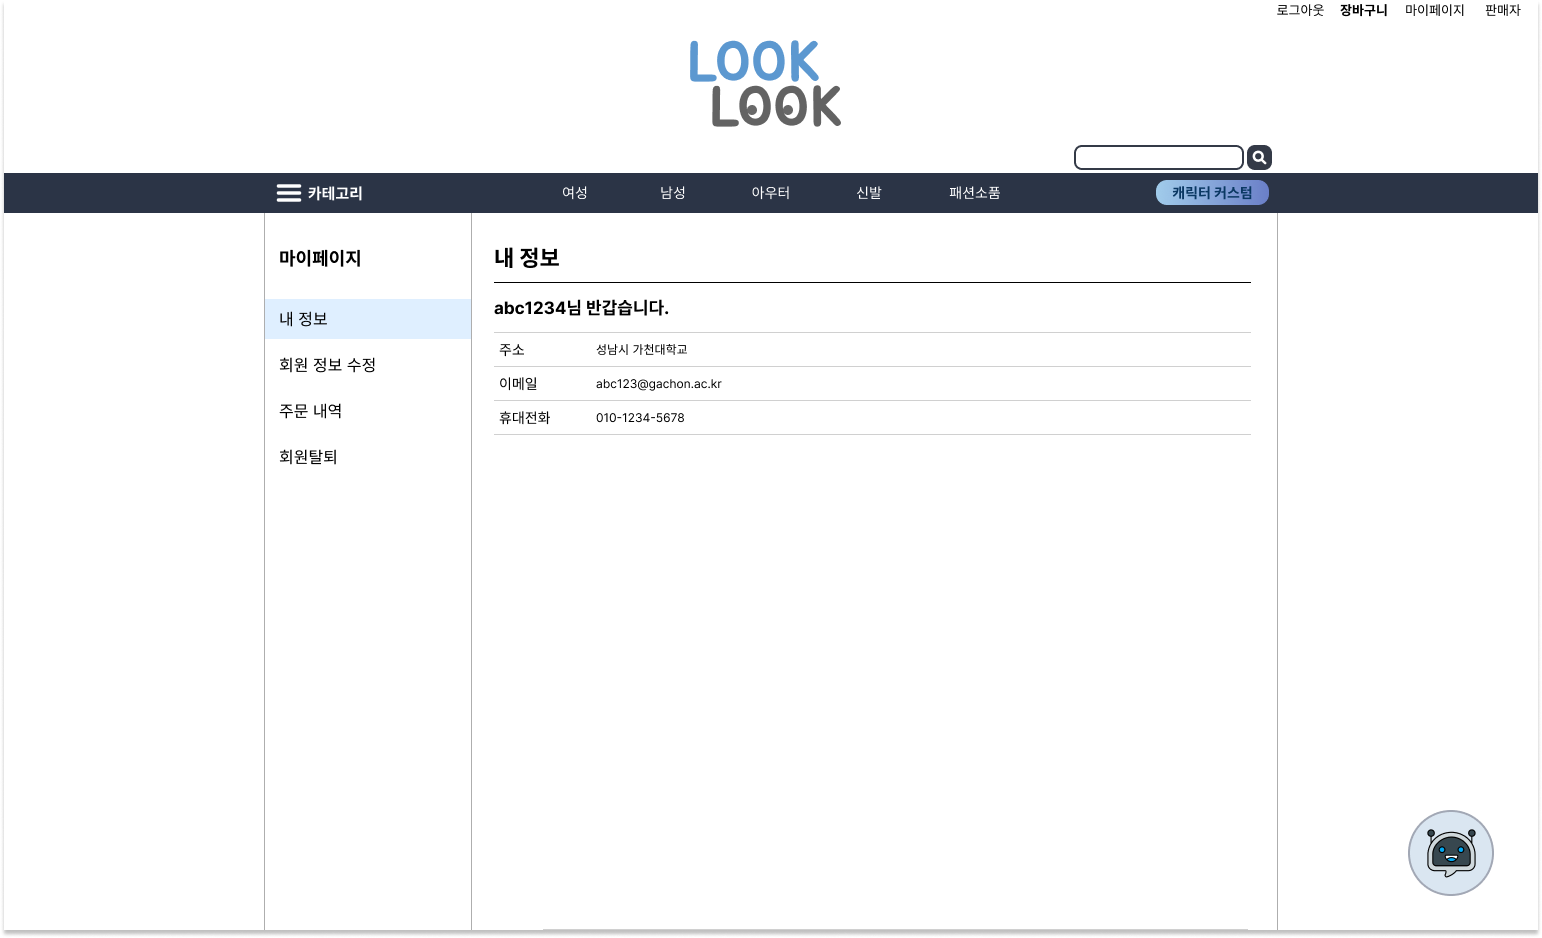 로그아웃 장바구니 마이페이지 판매자
LOOK
LOOK
카테고리 여성 남성 아우터 신발 패션소품 캐릭터 커스텀
마이페이지
내 정보
회원 정보 수정
주문 내역
회원탈퇴
내 정보
abc1234님 반갑습니다.
주소 성남시 가천대학교
이메일 abc123@gachon.ac.kr
휴대전화 010-1234-5678